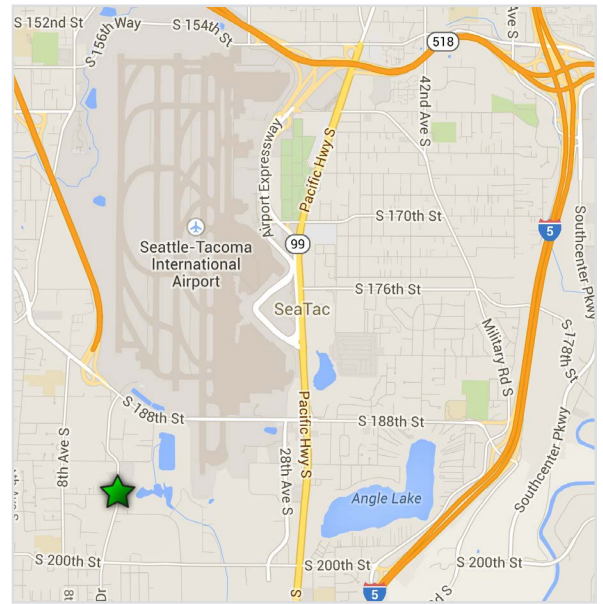 S 152nd St
S 156th Way
S 154th St
518
Ave S
42nd Ave S
Airport Expressway
Pacific Hwy S
S 170th St
5
Southcenter Pkwy
99
Seattle-Tacoma
International
Airport
S 176th St
SeaTac
Military Rd S
S 178th St
S 188th St
S 188th St
Pacific Hwy S
8th Ave S
28th Ave S
Southcenter Pkwy
Angle Lake
S 200th St
S 200th St
S 200th St
Dr
S
5